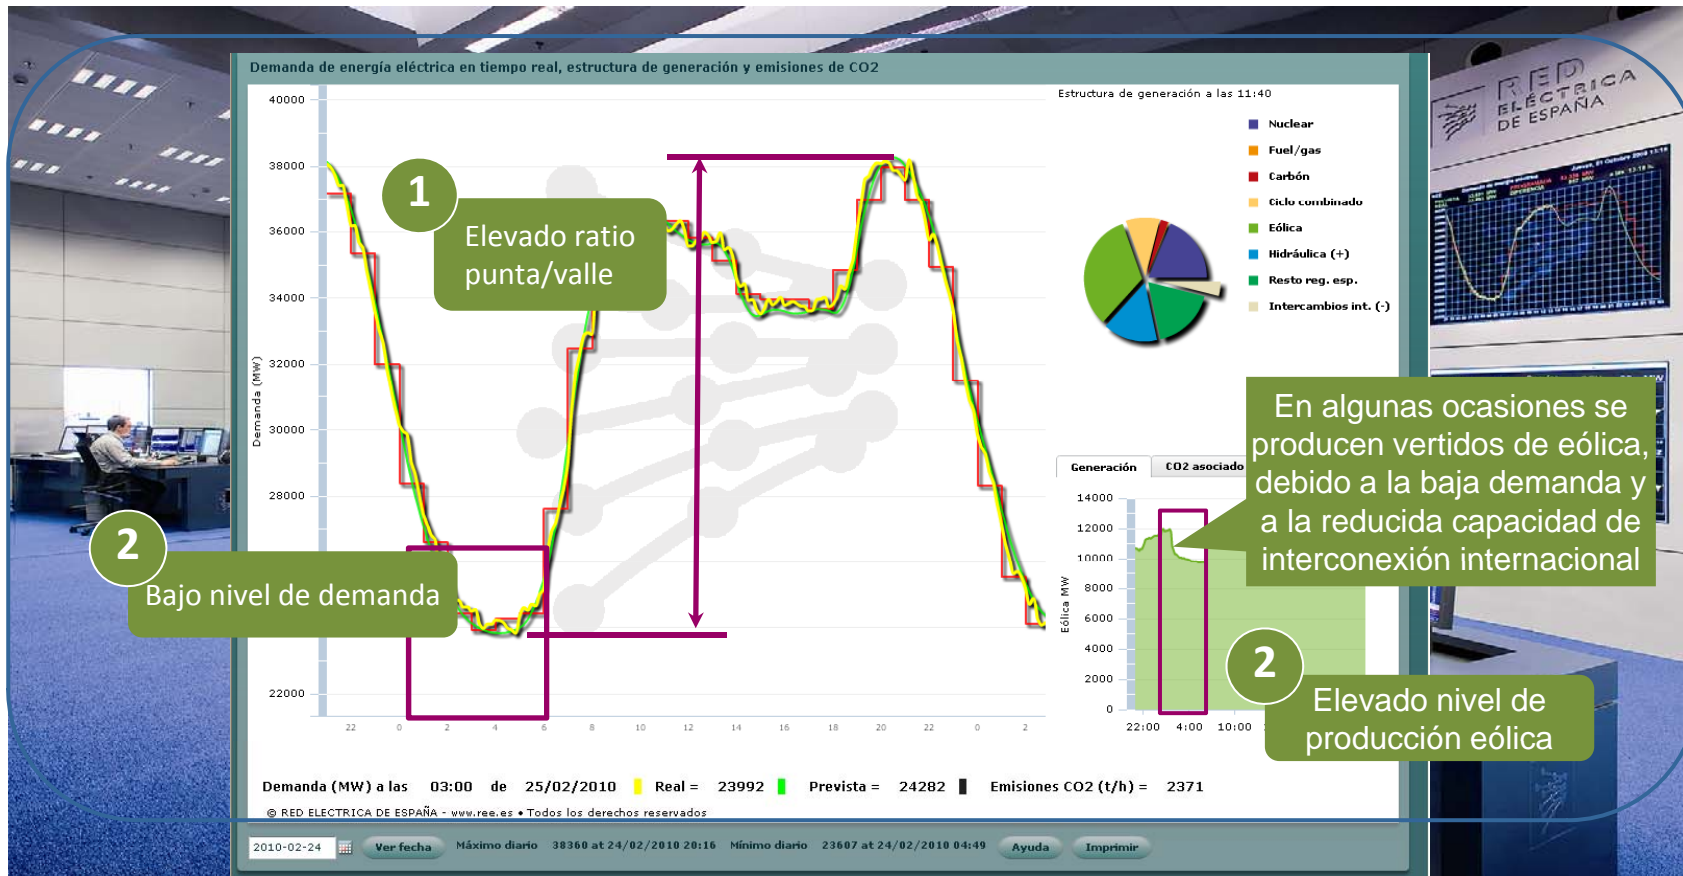 Demanda de energía eléctrica en tiempo real, estructura de generación y emisiones de CO2
40000
38000
36000
34000
32000
30000
28000
22000
Demanda (MW)
22 0 2 4 6 8 10 12 14 16 18 20 22 0 2
1
Elevado ratio
punta/valle
2
Bajo nivel de demanda
Estructura de generación a las 11:40
Nuclear
Fuel/gas
Carbón
Ciclo combinado
Eólica
Hidráulica (+)
Resto reg. esp.
Intercambios int. (-)
RED
ELÉCTRICA
DE ESPAÑA
En algunas ocasiones se
producen vertidos de eólica,
debido a la baja demanda y
a la reducida capacidad de
interconexión internacional
Generación
CO2 asociado
14000
12000
10000
8000
6000
4000
2000
0
Eólica MW
22:00 4:00 10:00
2
Elevado nivel de
producción eólica
Demanda (MW) a las 03:00 de 25/02/2010 Real = 23992 Prevista = 24282 Emisiones CO2 (t/h) = 2371
© RED ELECTRICA DE ESPAÑA - www.ree.es • Todos los derechos reservados
2010-02-24 Ver fecha Máximo diario 38360 at 24/02/2010 20:16 Mínimo diario 23607 at 24/02/2010 04:49 Ayuda Imprimir